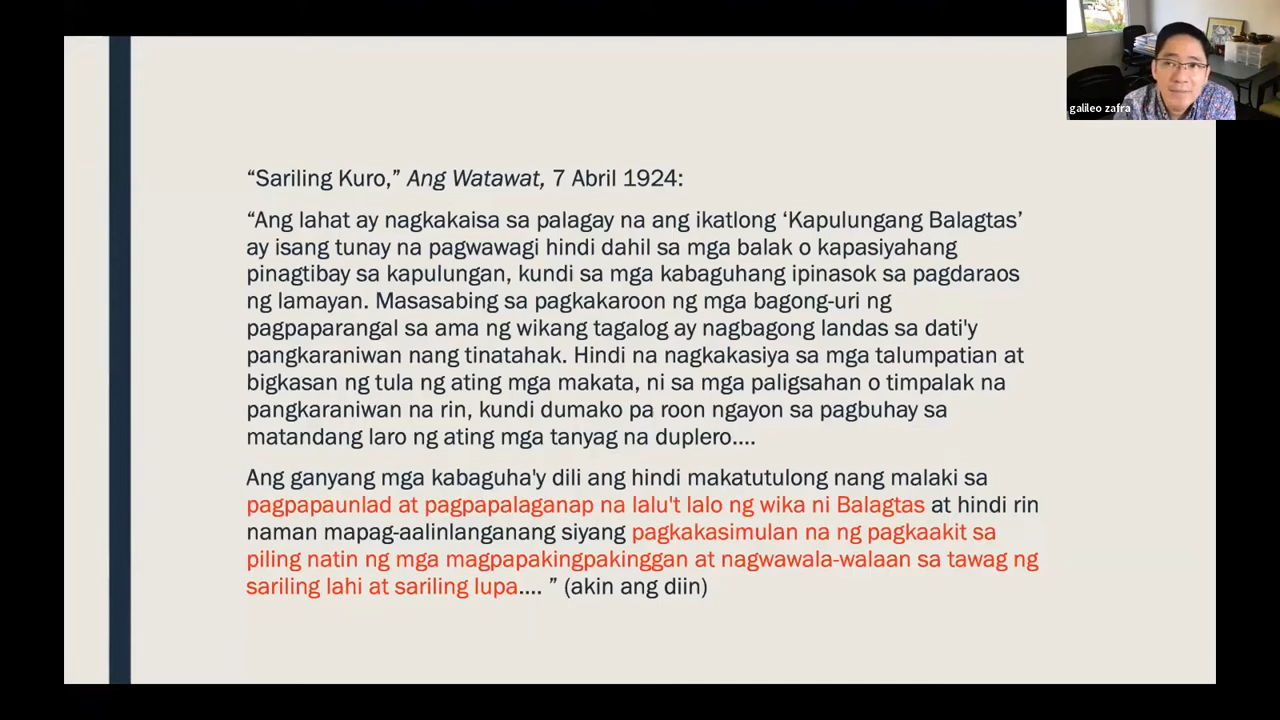 galileo zafra
“Sariling Kuro,” Ang Watawat, 7 Abril 1924:
“Ang lahat ay nagkakaisa sa palagay na ang ikatlong ‘Kapulungang Balagtas’
ay isang tunay na pagwawagi hindi dahil sa mga balak o kapasiyahang
pinagtibay sa kapulungan, kundi sa mga kabaguhang ipinasok sa pagdaraos
ng lamayan. Masasabing sa pagkakaroon ng mga bagong-uri ng
pagpaparangal sa ama ng wikang tagalog ay nagbagong landas sa dati'y
pangkaraniwan nang tinatahak. Hindi na nagkakasiya sa mga talumpatian at
bigkasan ng tula ng ating mga makata, ni sa mga paligsahan o timpalak na
pangkaraniwan na rin, kundi dumako pa roon ngayon sa pagbuhay sa
matandang laro ng ating mga tanyag na duplero....
Ang ganyang mga kabaguha'y dili ang hindi makatutulong nang malaki sa
pagpapaunlad at pagpapalaganap na lalu't lalo ng wika ni Balagtas at hindi rin
naman mapag-aalinlanganang siyang pagkakasimulan na ng pagkaakit sa
piling natin ng mga magpapakingpakinggan at nagwawala-walaan sa tawag ng
sariling lahi at sariling lupa.... ” (akin ang diin)